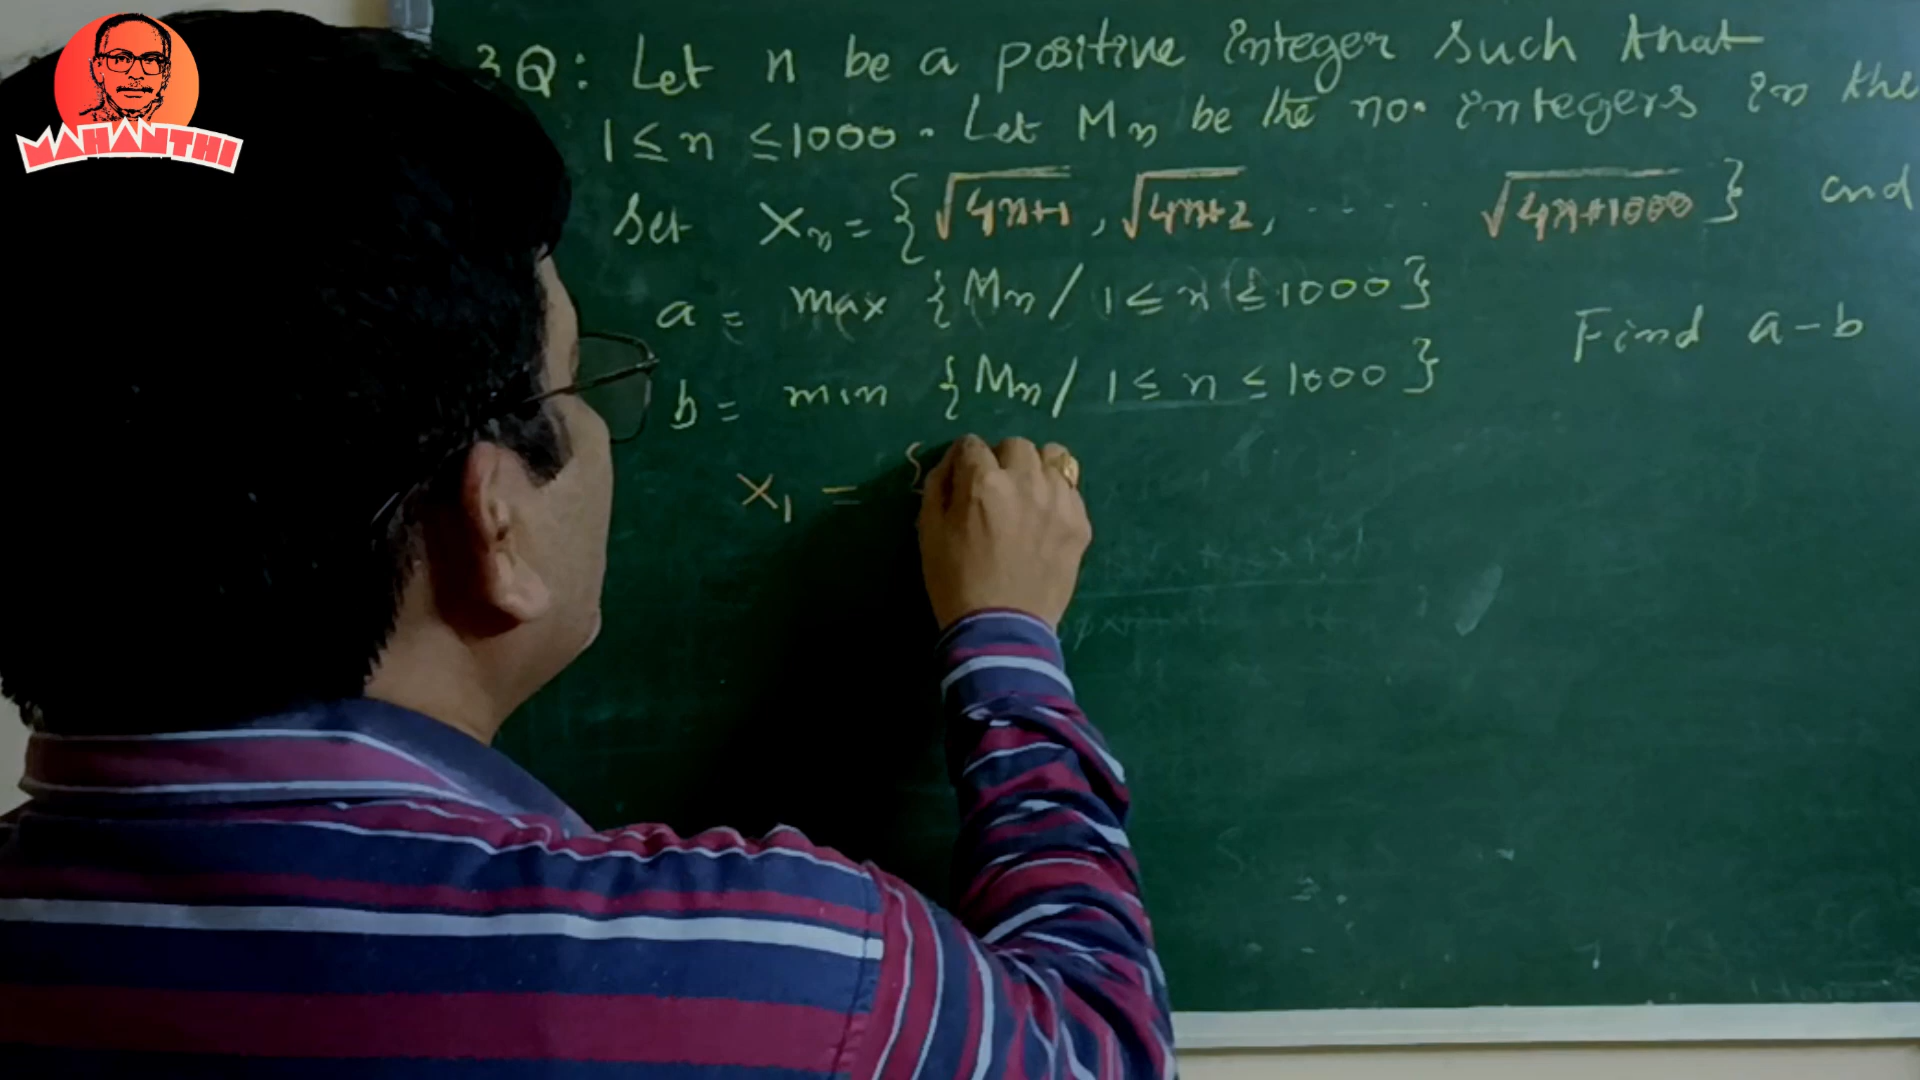 MAHANTHI
3Q: Let n be a positive integer such that
1 ≤ n ≤ 1000. Let Mn be the no. integers in the
set Xn = {√4n+1, √4n+2, ..... √4n+1000} and
a = max {Mn / 1 ≤ n ≤ 1000}
Find a-b
b = min {Mn / 1 ≤ n ≤ 1000}
X1 = {